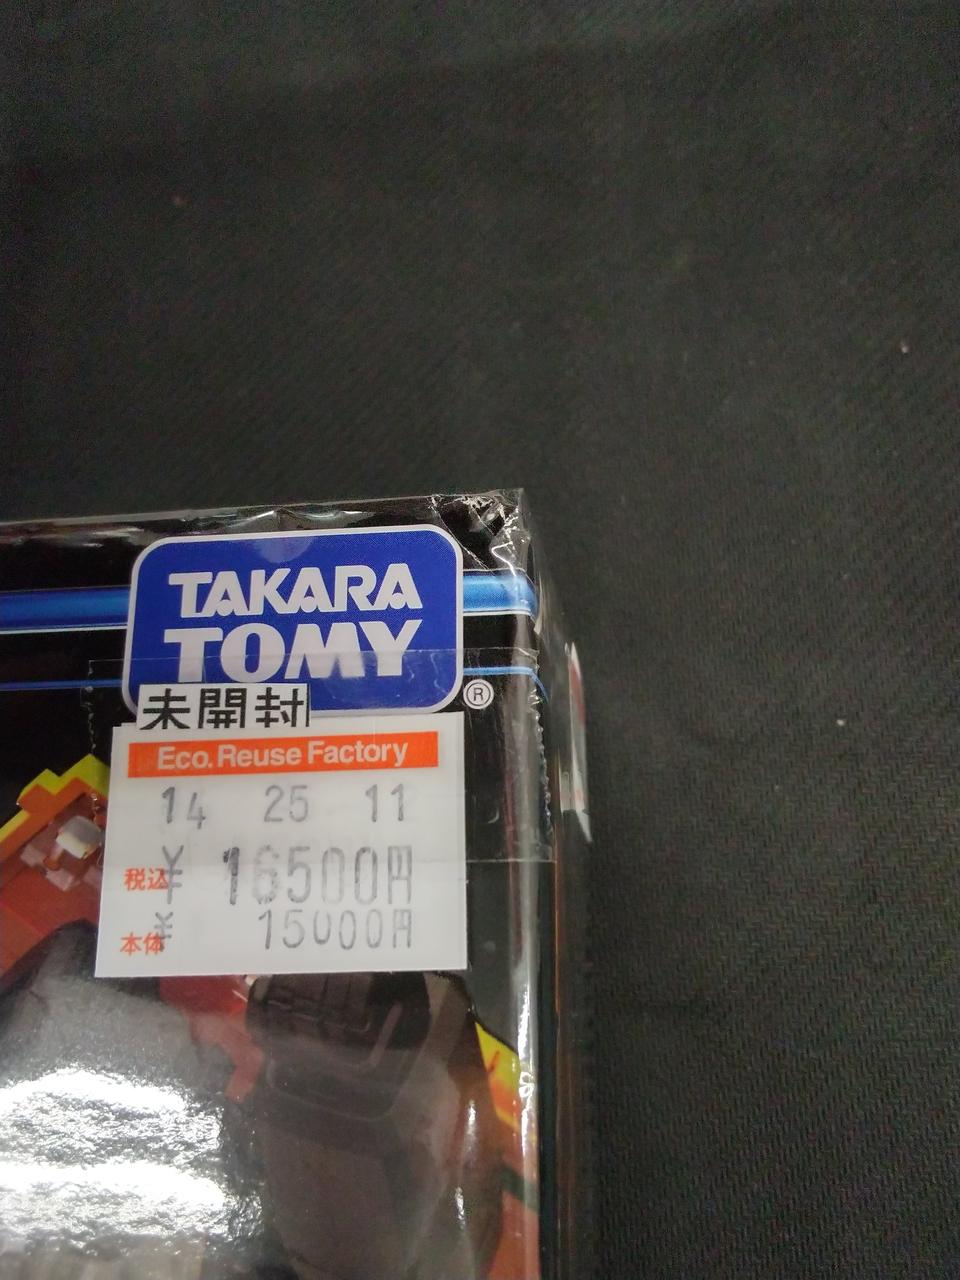 TAKARA
TOMY
®
未開封
Eco. Reuse Factory
14 25 11
税込 ¥ 16500円
本体 ¥ 15000円